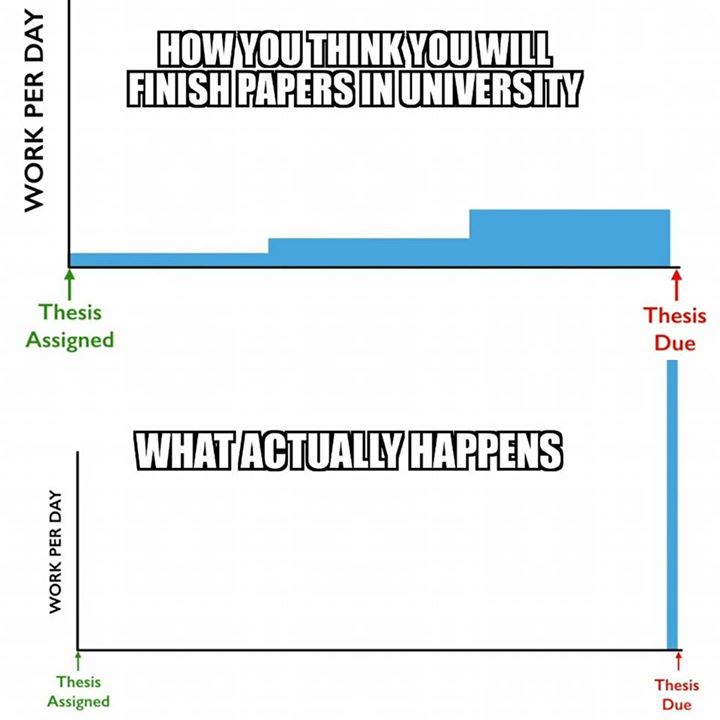 WORK PER DAY
HOW YOU THINK YOU WILL
FINISH PAPERS IN UNIVERSITY
Thesis
Assigned
Thesis
Due
WHAT ACTUALLY HAPPENS
WORK PER DAY
Thesis
Assigned
Thesis
Due